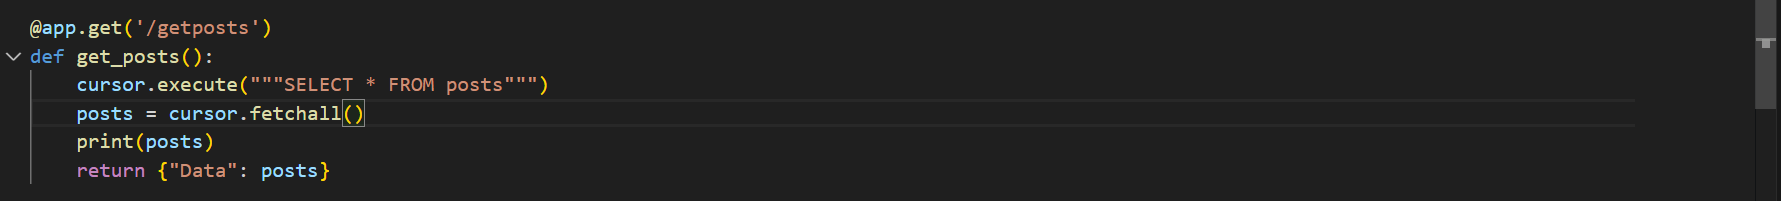 @app.get('/getposts')
def get_posts():
    cursor.execute("""SELECT * FROM posts""")
    posts = cursor.fetchall()
    print(posts)
    return {"Data": posts}